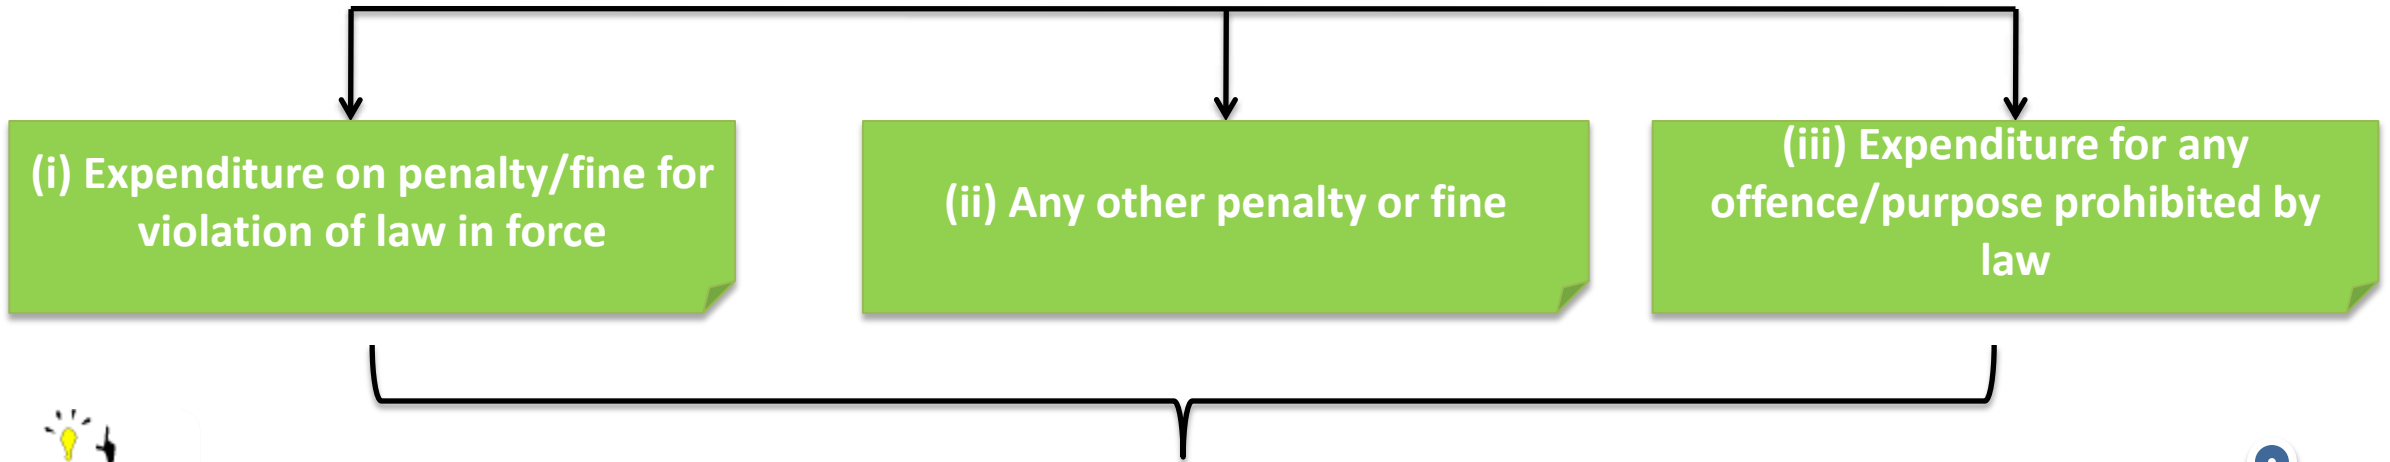 (i) Expenditure on penalty/fine for
violation of law in force
(ii) Any other penalty or fine
(iii) Expenditure for any
offence/purpose prohibited by
law